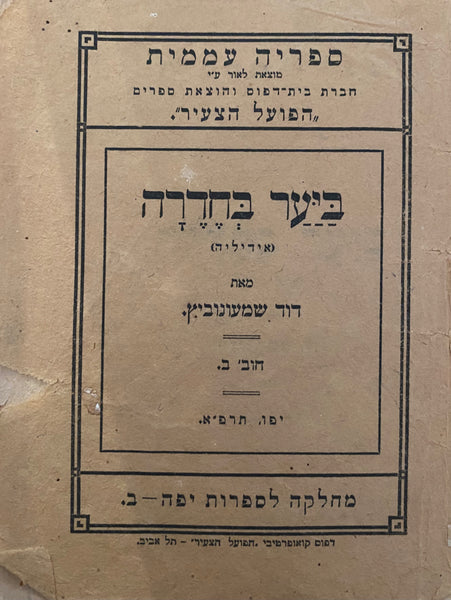 ספריה עממית
מוצאת לאור ע״י
חברת בית־דפוס והוצאת ספרים
„הפועל הצעיר״.
בַּיַּעַר בְּחֶדֶרָה
(אידיליה)
מאת
דוד שמעונוביץ.
חוב׳ ב.
יפו, תרפ״א.
מחלקה לספרות יפה – ב.
דפוס קואופרטיבי „הפועל הצעיר״ – תל אביב.